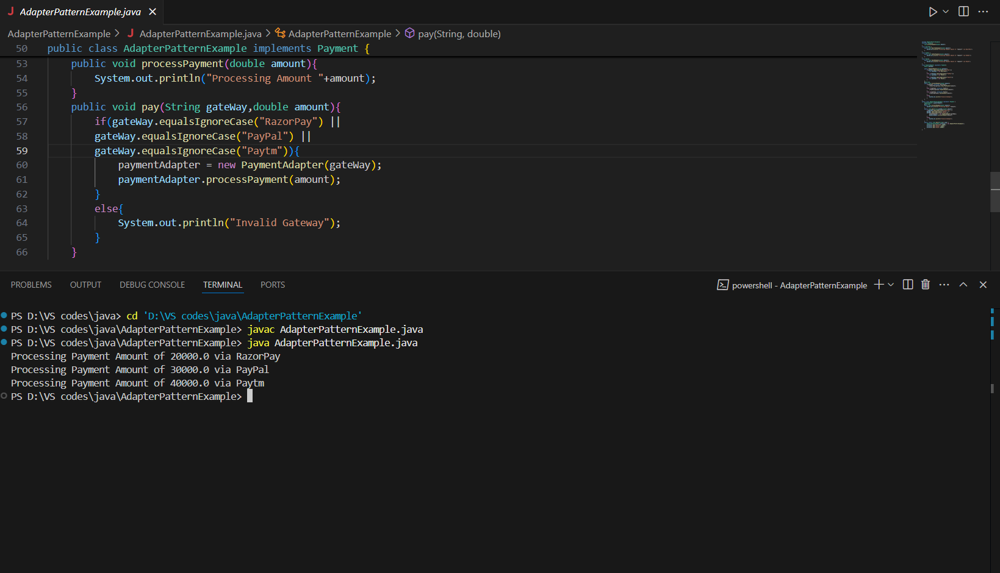 AdapterPatternExample.java
AdapterPatternExample > AdapterPatternExample.java > AdapterPatternExample > pay(String, double)
50 public class AdapterPatternExample implements Payment {
53 public void processPayment(double amount){
54 System.out.println("Processing Amount "+amount);
55 }
56 public void pay(String gateWay,double amount){
57 if(gateWay.equalsIgnoreCase("RazorPay") ||
58 gateWay.equalsIgnoreCase("PayPal") ||
59 gateWay.equalsIgnoreCase("Paytm")){
60 paymentAdapter = new PaymentAdapter(gateWay);
61 paymentAdapter.processPayment(amount);
62 }
63 else{
64 System.out.println("Invalid Gateway");
65 }
66 }
PROBLEMS OUTPUT DEBUG CONSOLE TERMINAL PORTS powershell - AdapterPatternExample
PS D:\VS codes\java> cd 'D:\VS codes\java\AdapterPatternExample'
PS D:\VS codes\java\AdapterPatternExample> javac AdapterPatternExample.java
PS D:\VS codes\java\AdapterPatternExample> java AdapterPatternExample.java
Processing Payment Amount of 20000.0 via RazorPay
Processing Payment Amount of 30000.0 via PayPal
Processing Payment Amount of 40000.0 via Paytm
PS D:\VS codes\java\AdapterPatternExample>